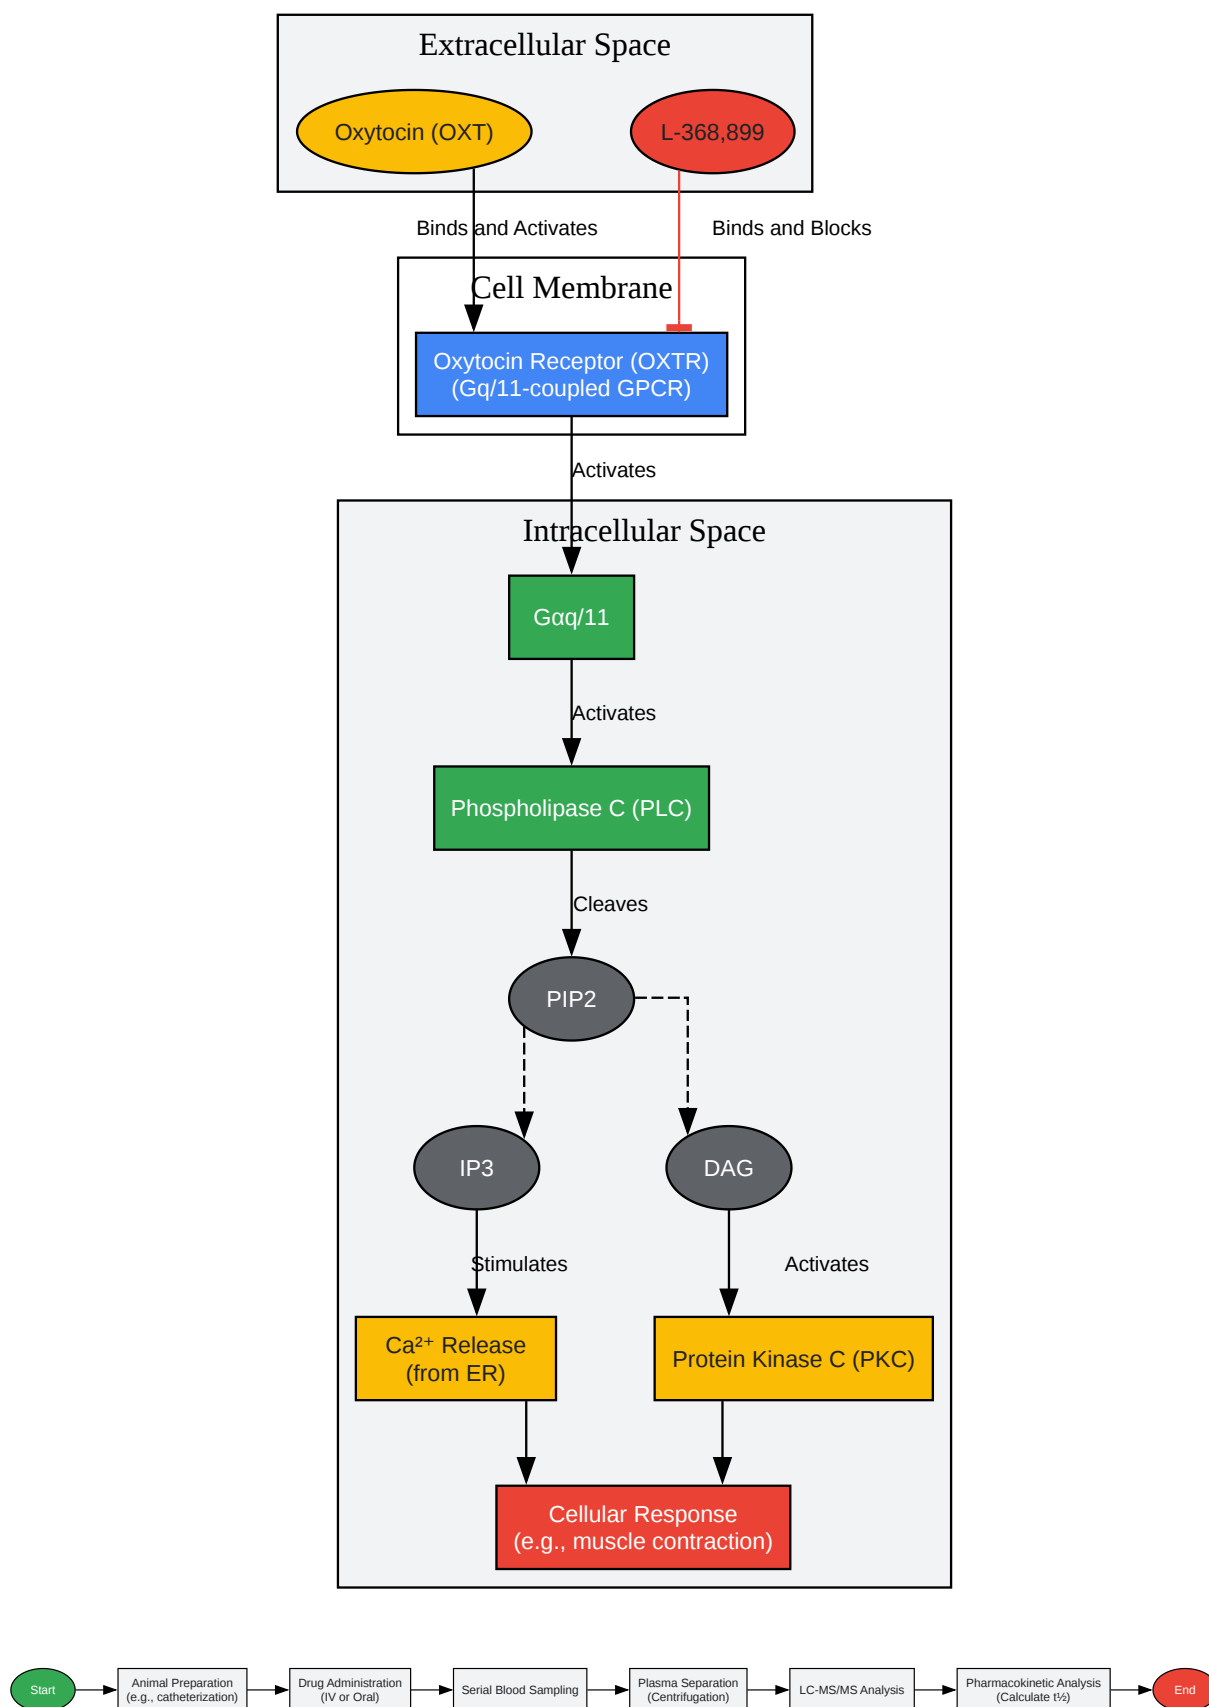 Extracellular Space
Oxytocin (OXT)
L-368,899
Binds and Activates
Binds and Blocks
Cell Membrane
Oxytocin Receptor (OXTR)
(Gq/11-coupled GPCR)
Activates
Intracellular Space
Gαq/11
Activates
Phospholipase C (PLC)
Cleaves
PIP2
IP3
DAG
Stimulates
Activates
Ca²⁺ Release
(from ER)
Protein Kinase C (PKC)
Cellular Response
(e.g., muscle contraction)
Start
Animal Preparation
(e.g., catheterization)
Drug Administration
(IV or Oral)
Serial Blood Sampling
Plasma Separation
(Centrifugation)
LC-MS/MS Analysis
Pharmacokinetic Analysis
(Calculate t½)
End